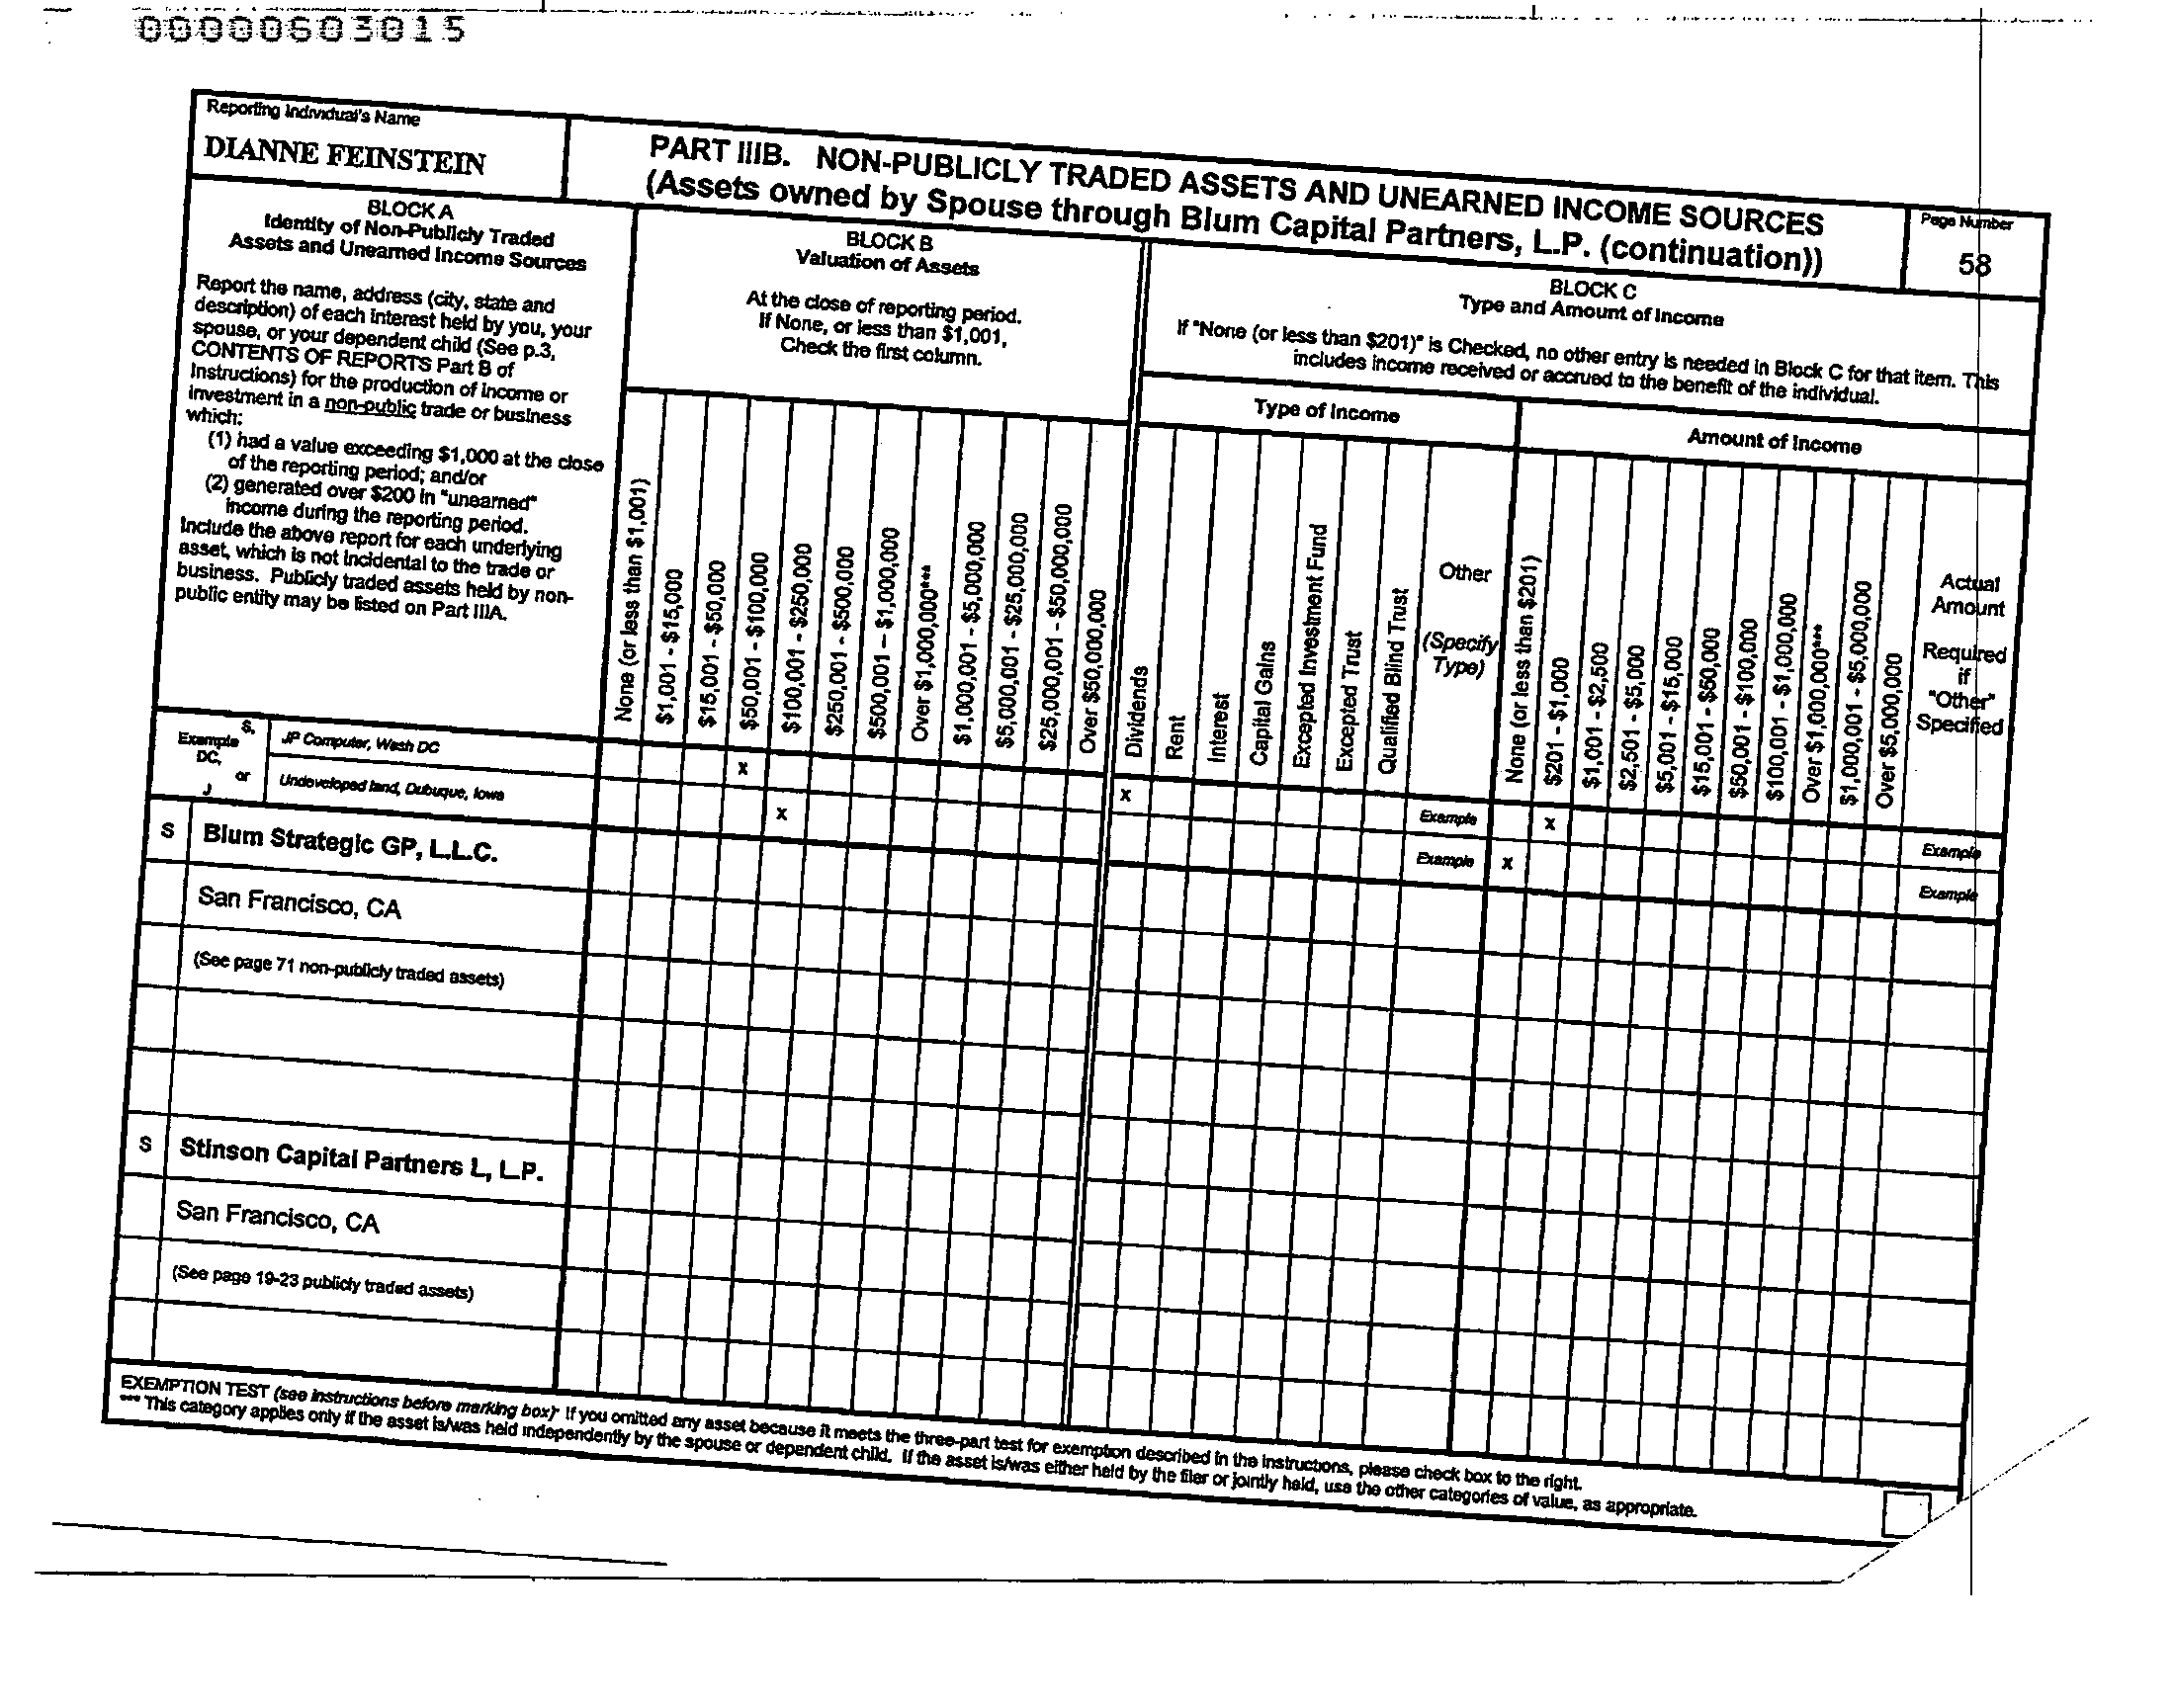 00000603015
Reporting Individual's Name
DIANNE FEINSTEIN
PART IIIB. NON-PUBLICLY TRADED ASSETS AND UNEARNED INCOME SOURCES
(Assets owned by Spouse through Blum Capital Partners, L.P. (continuation))
Page Number
58
BLOCK A
Identity of Non-Publicly Traded
Assets and Unearned Income Sources
Report the name, address (city, state and
description) of each interest held by you, your
spouse, or your dependent child (See p.3,
CONTENTS OF REPORTS Part B of
Instructions) for the production of income or
investment in a non-public trade or business
which:
(1) had a value exceeding $1,000 at the close
of the reporting period; and/or
(2) generated over $200 in "unearned"
income during the reporting period.
Include the above report for each underlying
asset, which is not incidental to the trade or
business. Publicly traded assets held by non-
public entity may be listed on Part IIIA.
BLOCK B
Valuation of Assets
At the close of reporting period.
If None, or less than $1,001,
Check the first column.
None (or less than $1,001)
$1,001 - $15,000
$15,001 - $50,000
$50,001 - $100,000
$100,001 - $250,000
$250,001 - $500,000
$500,001 – $1,000,000
Over $1,000,000***
$1,000,001 - $5,000,000
$5,000,001 - $25,000,000
$25,000,001 - $50,000,000
Over $50,000,000
BLOCK C
Type and Amount of Income
If "None (or less than $201)" is Checked, no other entry is needed in Block C for that item. This
includes income received or accrued to the benefit of the individual.
Type of Income
Dividends
Rent
Interest
Capital Gains
Excepted Investment Fund
Excepted Trust
Qualified Blind Trust
Other
(Specify
Type)
Amount of Income
None (or less than $201)
$201 - $1,000
$1,001 - $2,500
$2,501 - $5,000
$5,001 - $15,000
$15,001 - $50,000
$50,001 - $100,000
$100,001 - $1,000,000
Over $1,000,000***
$1,000,001 - $5,000,000
Over $5,000,000
Actual
Amount
Required
if
"Other"
Specified
S,
Example
DC,
or
J
JP Computer, Wash DC
x
x
Example
x
Example
Undeveloped land, Dubuque, Iowa
x
Example
x
Example
S
Blum Strategic GP, L.L.C.
San Francisco, CA
(See page 71 non-publicly traded assets)
S
Stinson Capital Partners L, L.P.
San Francisco, CA
(See page 19-23 publicly traded assets)
EXEMPTION TEST (see instructions before marking box)· If you omitted any asset because it meets the three-part test for exemption described in the instructions, please check box to the right.
*** This category applies only if the asset is/was held independently by the spouse or dependent child. If the asset is/was either held by the filer or jointly held, use the other categories of value, as appropriate.